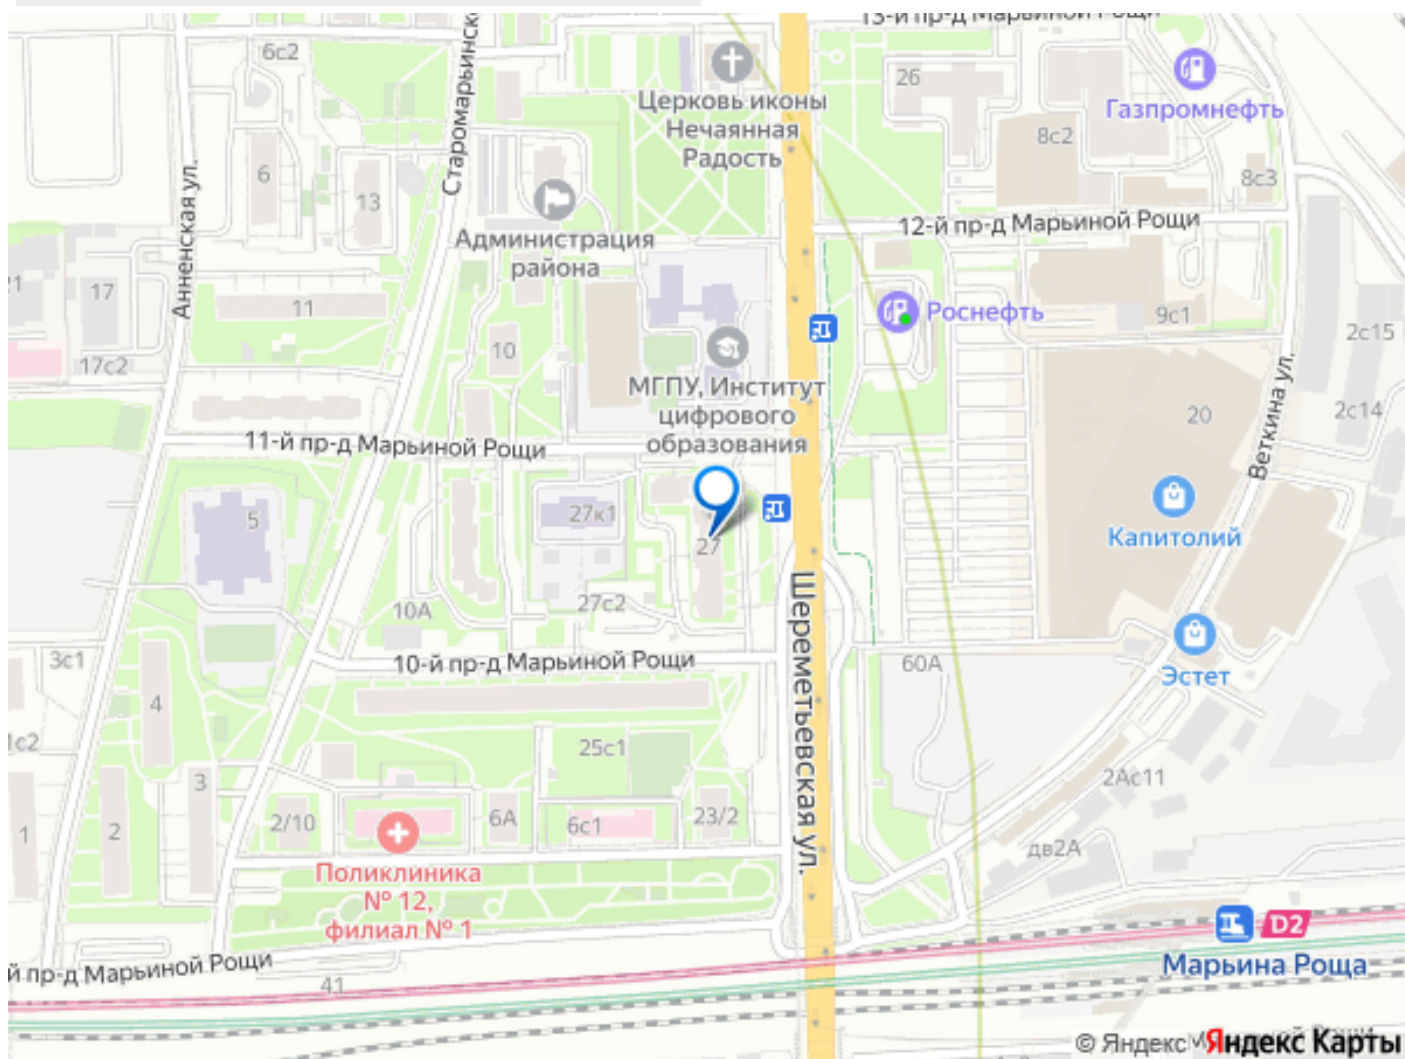 13-й пр-д Марьиной Рощи
6с2
Церковь иконы
Нечаянная
Радость
26
Газпромнефть
8с2
8с3
6
13
Анненская ул.
Администрация
района
12-й пр-д Марьиной Рощи
17
11
Роснефть
9с1
2с15
17с2
10
МГПУ, Институт
цифрового
образования
20
2с14
Веткина ул.
11-й пр-д Марьиной Рощи
5
27к1
27
Капитолий
10А
27с2
Шереметьевская ул.
3с1
10-й пр-д Марьиной Рощи
60А
Эстет
4
1с2
25с1
3
2Ас11
1
2
2/10
6А
6с1
23/2
дв2А
Поликлиника
№ 12,
филиал № 1
D2
Марьина Роща
й пр-д Марьиной Рощи
41
© Яндекс
Яндекс Карты